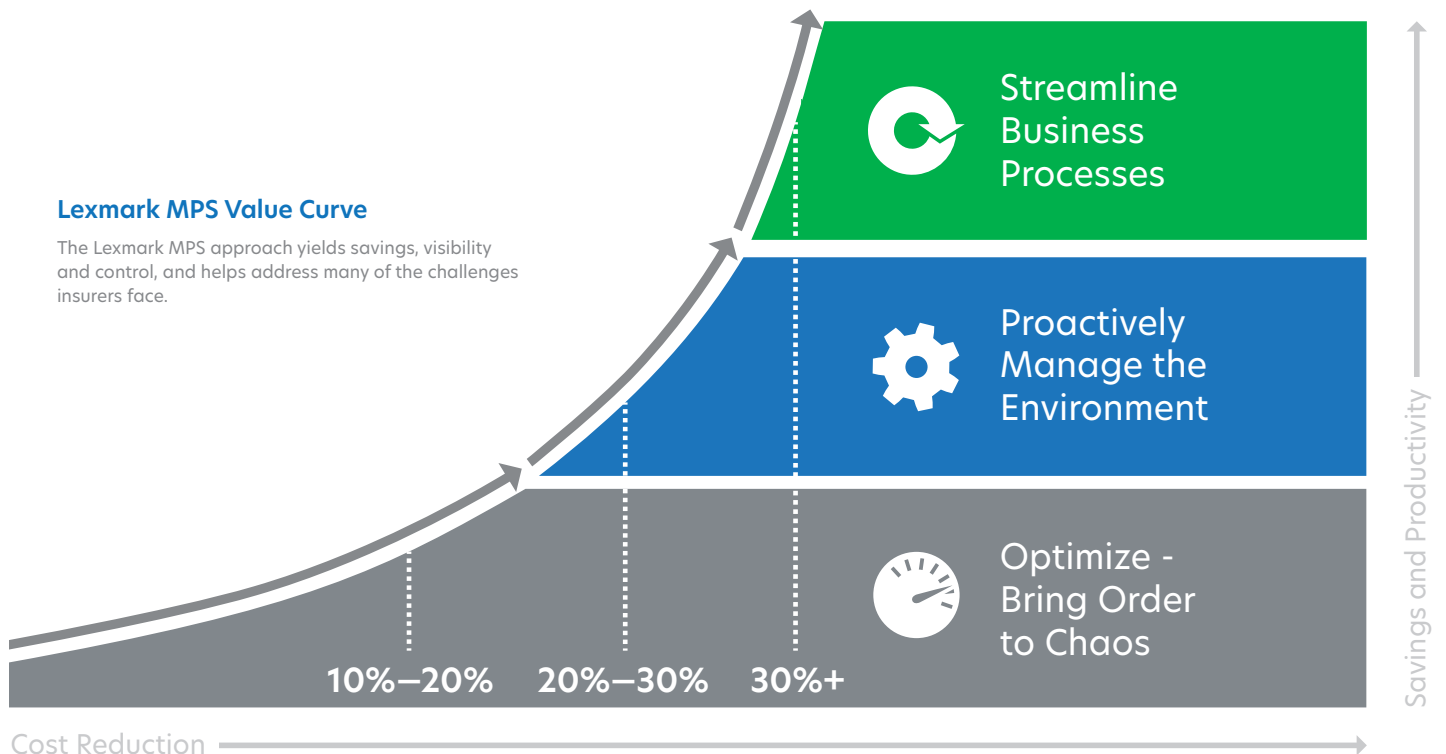 Lexmark MPS Value Curve
The Lexmark MPS approach yields savings, visibility
and control, and helps address many of the challenges
insurers face.
Streamline
Business
Processes
Proactively
Manage the
Environment
Optimize -
Bring Order
to Chaos
10%–20%
20%–30%
30%+
Cost Reduction
Savings and Productivity